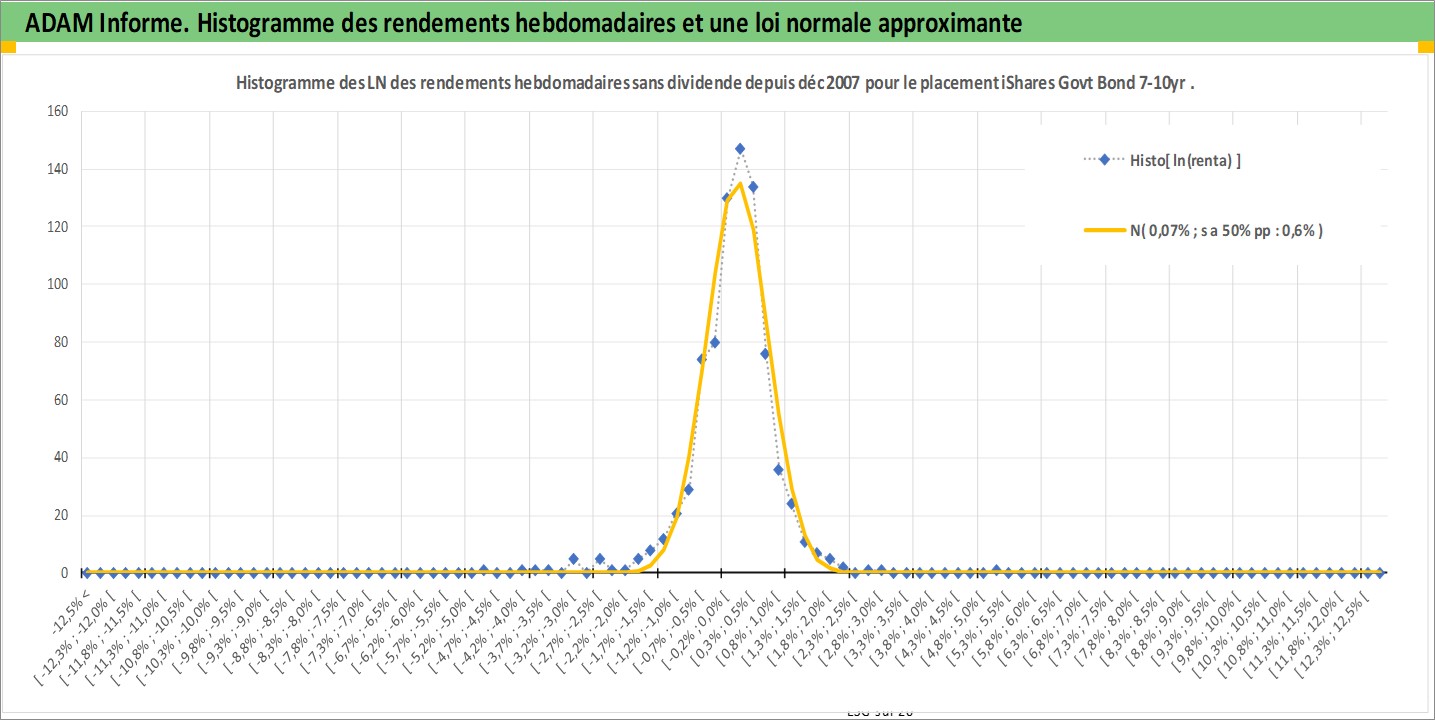 ADAM Informe. Histogramme des rendements hebdomadaires et une loi normale approximante
Histogramme des LN des rendements hebdomadaires sans dividende depuis déc 2007 pour le placement iShares Govt Bond 7-10yr .
160
140
120
100
80
60
40
20
0
Histo[ ln(renta) ]
N( 0,07% ; s a 50% pp : 0,6% )
-12,5% <
[ -12,3% ; -12,0% [
[ -11,8% ; -11,5% [
[ -11,3% ; -11,0% [
[ -10,8% ; -10,5% [
[ -10,3% ; -10,0% [
[ -9,8% ; -9,5% [
[ -9,3% ; -9,0% [
[ -8,8% ; -8,5% [
[ -8,3% ; -8,0% [
[ -7,8% ; -7,5% [
[ -7,3% ; -7,0% [
[ -6,7% ; -6,5% [
[ -6,2% ; -6,0% [
[ -5,7% ; -5,5% [
[ -5,2% ; -5,0% [
[ -4,7% ; -4,5% [
[ -4,2% ; -4,0% [
[ -3,7% ; -3,5% [
[ -3,2% ; -3,0% [
[ -2,7% ; -2,5% [
[ -2,2% ; -2,0% [
[ -1,7% ; -1,5% [
[ -1,2% ; -1,0% [
[ -0,7% ; -0,5% [
[ -0,2% ; 0,0% [
[ 0,3% ; 0,5% [
[ 0,8% ; 1,0% [
[ 1,3% ; 1,5% [
[ 1,8% ; 2,0% [
[ 2,3% ; 2,5% [
[ 2,8% ; 3,0% [
[ 3,3% ; 3,5% [
[ 3,8% ; 4,0% [
[ 4,3% ; 4,5% [
[ 4,8% ; 5,0% [
[ 5,3% ; 5,5% [
[ 5,8% ; 6,0% [
[ 6,3% ; 6,5% [
[ 6,8% ; 7,0% [
[ 7,3% ; 7,5% [
[ 7,8% ; 8,0% [
[ 8,3% ; 8,5% [
[ 8,8% ; 9,0% [
[ 9,3% ; 9,5% [
[ 9,8% ; 10,0% [
[ 10,3% ; 10,5% [
[ 10,8% ; 11,0% [
[ 11,3% ; 11,5% [
[ 11,8% ; 12,0% [
[ 12,3% ; 12,5% [